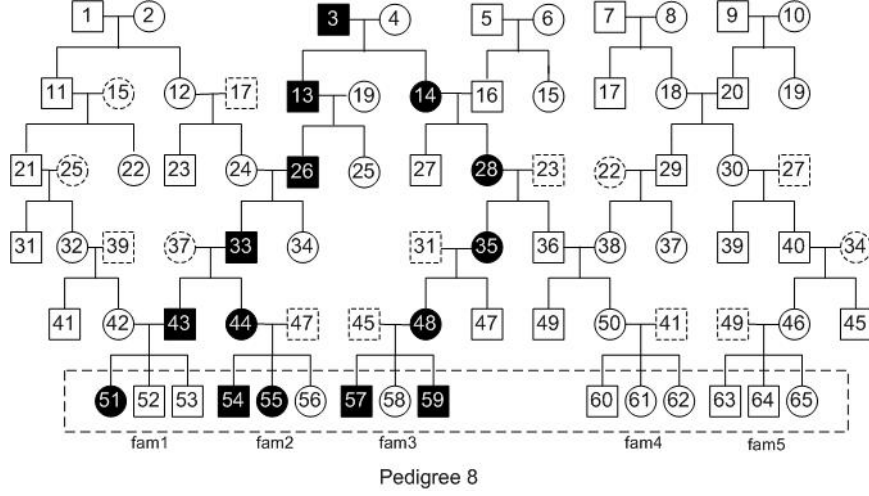 1 2 3 4 5 6 7 8 9 10
11 15 12 17 13 19 14 16 15 17 18 20 19
21 25 22 23 24 26 25 27 28 23 22 29 30 27
31 32 39 37 33 34 31 35 36 38 37 39 40 34
41 42 43 44 47 45 48 47 49 50 41 49 46 45
51 52 53 54 55 56 57 58 59 60 61 62 63 64 65
fam1 fam2 fam3 fam4 fam5
Pedigree 8